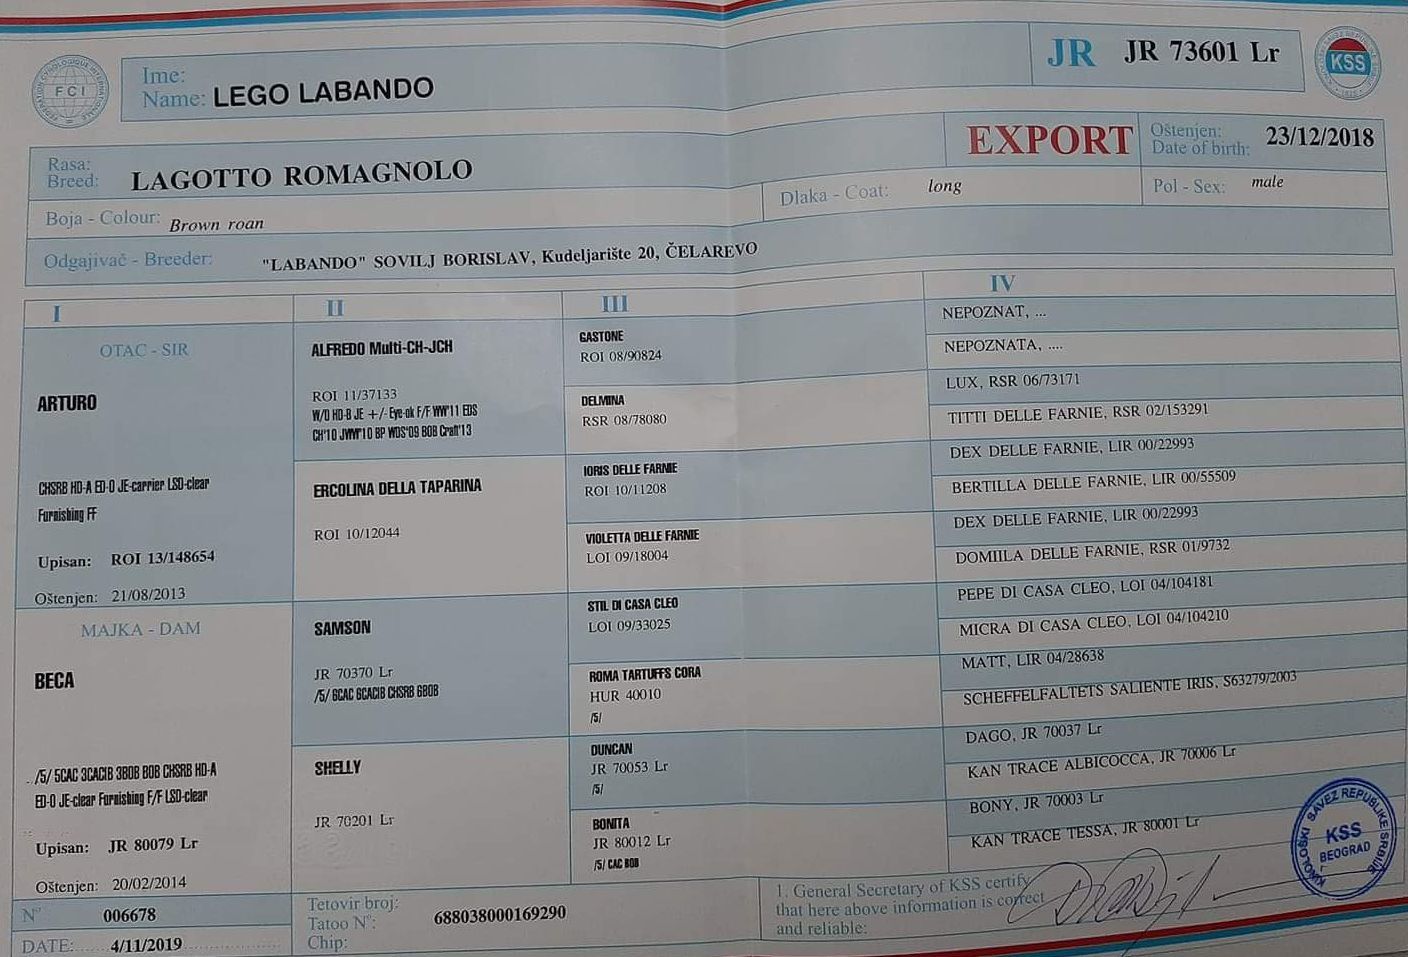 FEDERATION CYNOLOGIQUE INTERNATIONALE
FCI
Ime:
Name: LEGO LABANDO
JR JR 73601 Lr
KSS
Rasa:
Breed: LAGOTTO ROMAGNOLO
EXPORT
Oštenjen:
Date of birth: 23/12/2018
Boja - Colour: Brown roan
Dlaka - Coat: long
Pol - Sex: male
Odgajivač - Breeder: "LABANDO" SOVILJ BORISLAV, Kudeljarište 20, ČELAREVO
I
II
III
IV
OTAC - SIR
ARTURO
CHSRB HD-A ED-0 JE-carrier LSD-clear
Furnishing FF
Upisan: ROI 13/148654
Oštenjen: 21/08/2013
MAJKA - DAM
BECA
/5/ 5CAC 3CACIB 3BOB BOB CHSRB HD-A
ED-0 JE-clear Furnishing F/F LSD-clear
Upisan: JR 80079 Lr
Oštenjen: 20/02/2014
ALFREDO Multi-CH-JCH
ROI 11/37133
W/O HD-B JE +/- Eye-ok F/F WW'11 EDS
CH'10 JWW'10 BP WDS'09 BOB Craft'13
ERCOLINA DELLA TAPARINA
ROI 10/12044
SAMSON
JR 70370 Lr
/5/ 6CAC 6CACIB CHSRB 6BOB
SHELLY
JR 70201 Lr
GASTONE
ROI 08/90824
DELMINA
RSR 08/78080
IORIS DELLE FARNIE
ROI 10/11208
VIOLETTA DELLE FARNIE
LOI 09/18004
STIL DI CASA CLEO
LOI 09/33025
ROMA TARTUFFS CORA
HUR 40010
/5/
DUNCAN
JR 70053 Lr
/5/
BONITA
JR 80012 Lr
/5/ CAC BOB
NEPOZNAT, ...
NEPOZNATA, ....
LUX, RSR 06/73171
TITTI DELLE FARNIE, RSR 02/153291
DEX DELLE FARNIE, LIR 00/22993
BERTILLA DELLE FARNIE, LIR 00/55509
DEX DELLE FARNIE, LIR 00/22993
DOMIILA DELLE FARNIE, RSR 01/9732
PEPE DI CASA CLEO, LOI 04/104181
MICRA DI CASA CLEO, LOI 04/104210
MATT, LIR 04/28638
SCHEFFELFALTETS SALIENTE IRIS, S63279/2003
DAGO, JR 70037 Lr
KAN TRACE ALBICOCCA, JR 70006 Lr
BONY, JR 70003 Lr
KAN TRACE TESSA, JR 80001 Lr
N° 006678
DATE: 4/11/2019
Tetovir broj:
Tatoo N°: 688038000169290
Chip:
1. General Secretary of KSS certify
that here above information is correct
and reliable:
KINOLOŠKI SAVEZ REPUBLIKE SRBIJE
KSS
BEOGRAD